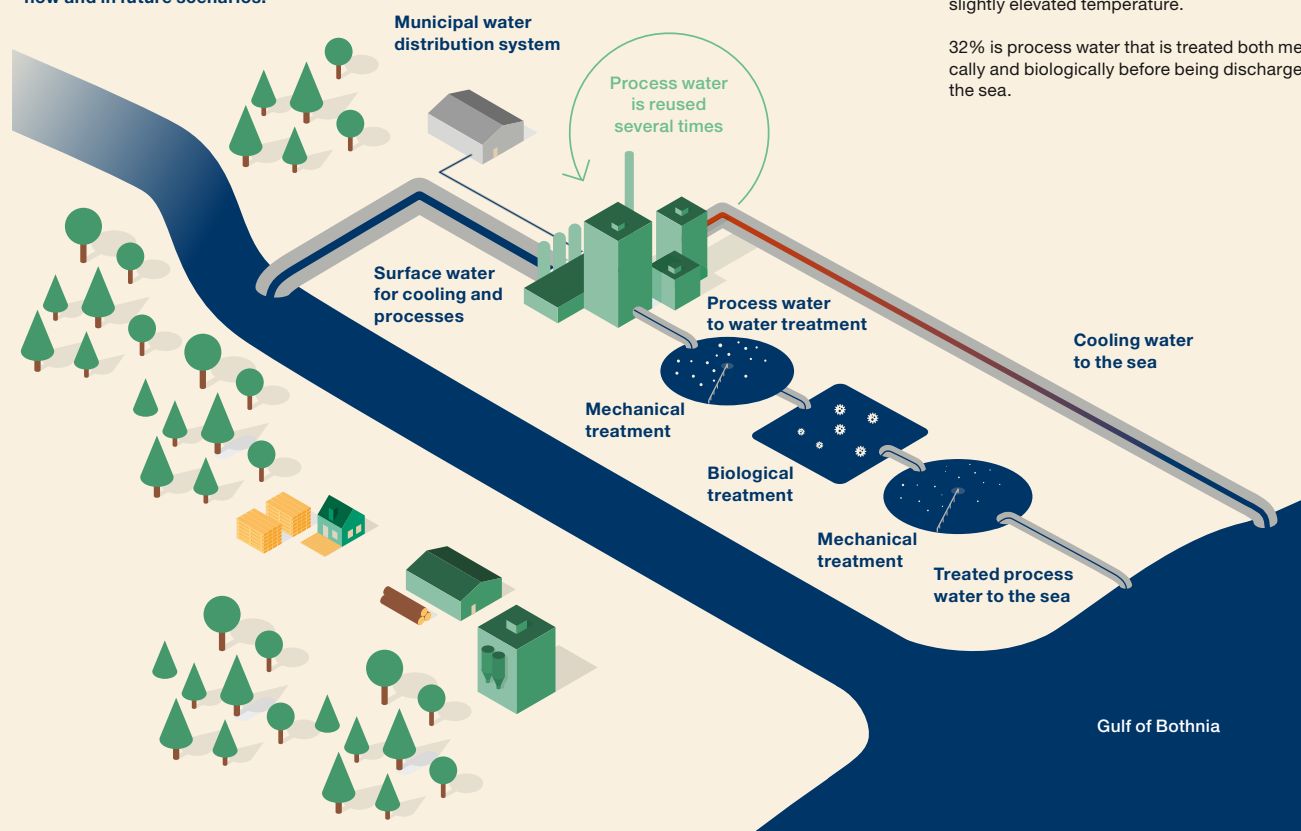 now and in future scenarios.
slightly elevated temperature.
32% is process water that is treated both me
cally and biologically before being discharge
the sea.
Municipal water
distribution system
Process water
is reused
several times
Surface water
for cooling and
processes
Process water
to water treatment
Cooling water
to the sea
Mechanical
treatment
Biological
treatment
Mechanical
treatment
Treated process
water to the sea
Gulf of Bothnia